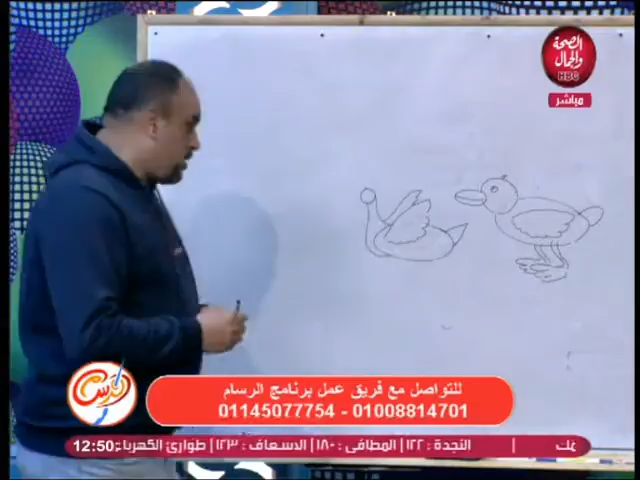 الصحة
والجمال
HBC
مباشر
للتواصل مع فريق عمل برنامج الرسام
01145077754 - 01008814701
12:50 النجدة: ١٢٢ | المطافى: ١٨٠ | الاسعاف: ١٢٣ | طوارئ الكهرباء: